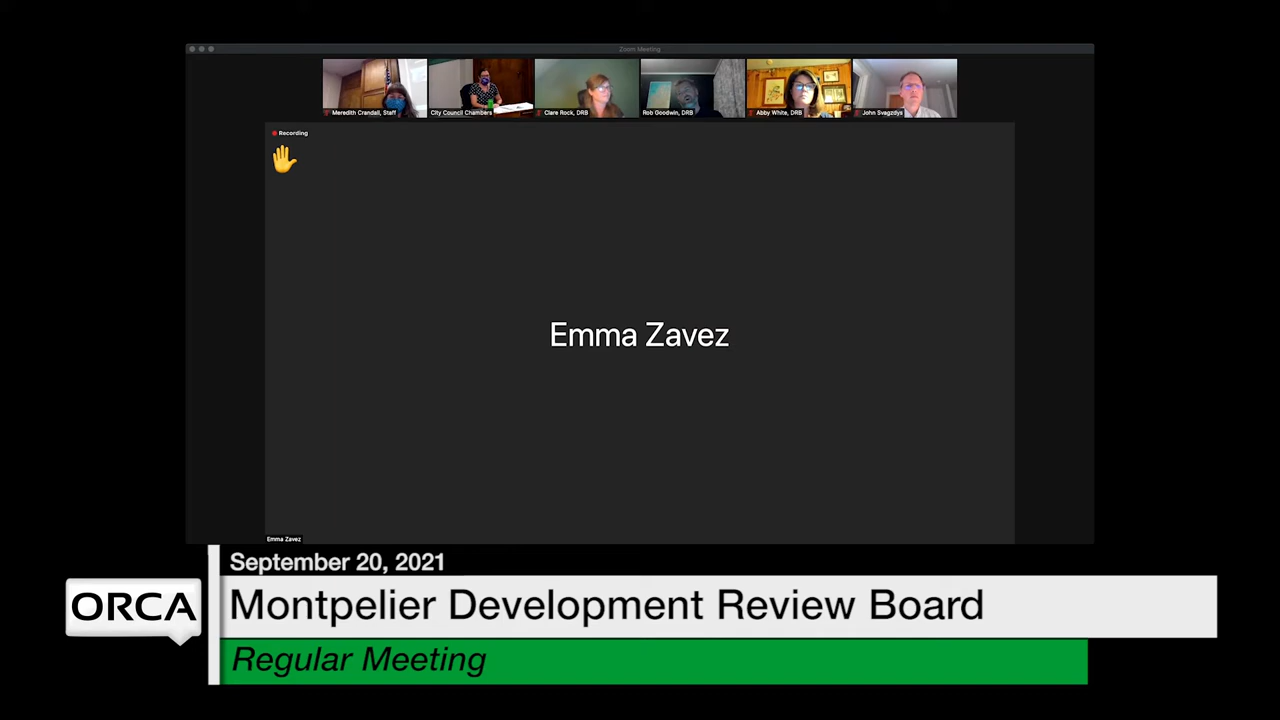 Zoom Meeting
Meredith Crandall, Staff
City Council Chambers
Clare Rock, DRB
Rob Goodwin, DRB
Abby White, DRB
John Svagzdys
Recording
Emma Zavez
Emma Zavez
September 20, 2021
ORCA
Montpelier Development Review Board
Regular Meeting